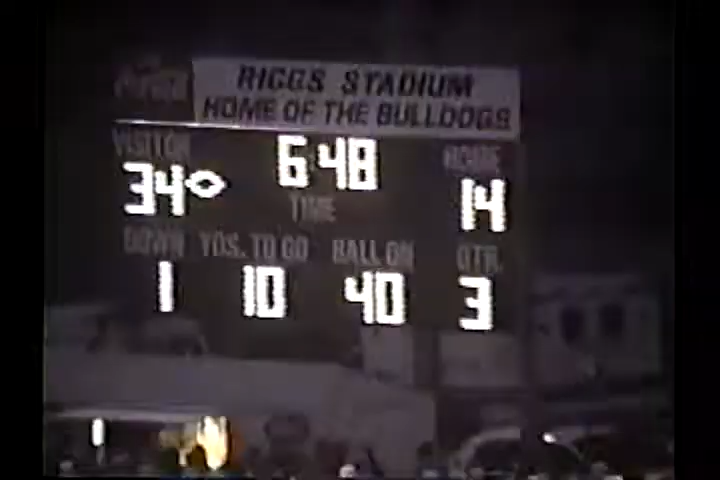 RIGGS STADIUM
HOME OF THE BULLDOGS
VISITOR 6 48 HOME
34 TIME 14
DOWN YDS. TO GO BALL ON QTR.
1 10 40 3